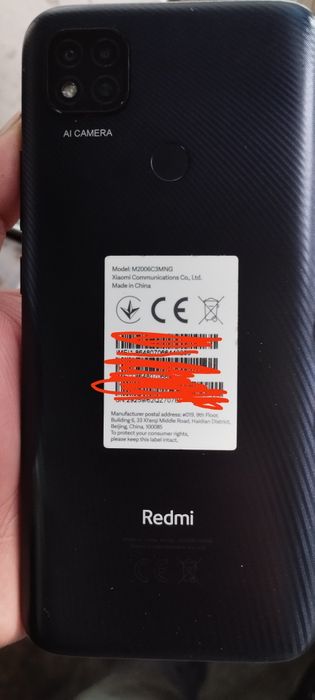 AI CAMERA
Model: M2006C3MNG
Xiaomi Communications Co., Ltd.
Made in China
CE
Manufacturer postal address: #019, 9th Floor,
Building 6, 33 Xi'erqi Middle Road, Haidian District,
Beijing, China, 100085
To protect your consumer rights,
please keep this label intact.
Redmi
CE